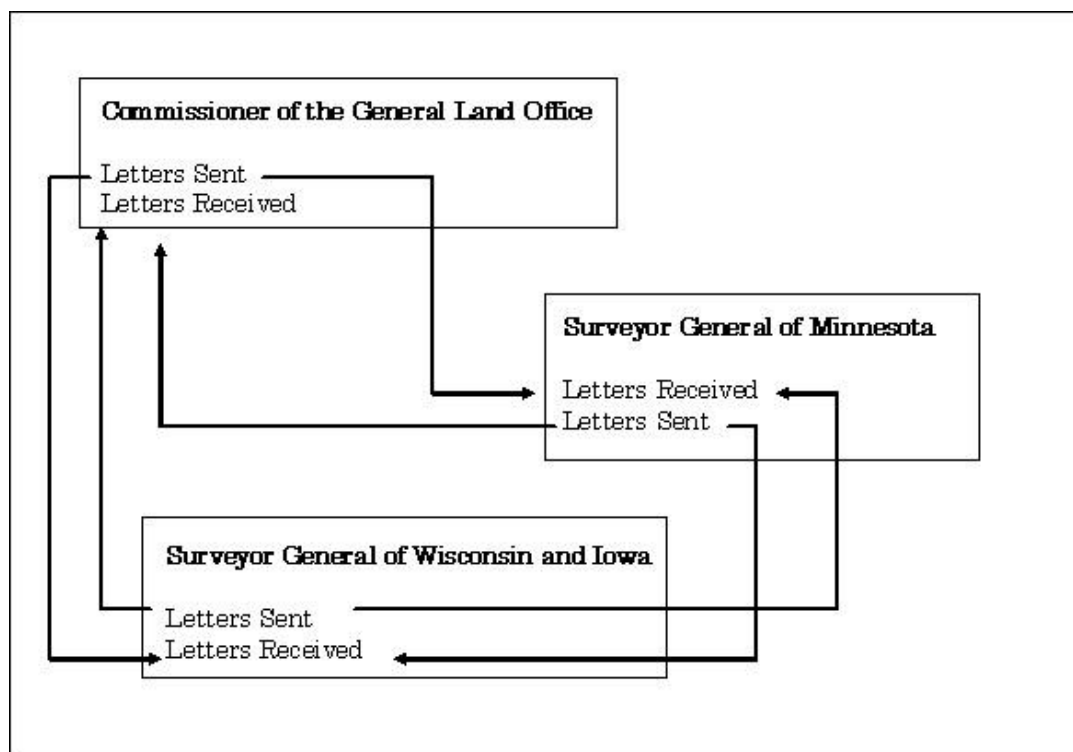 Commissioner of the General Land Office
Letters Sent
Letters Received
Surveyor General of Minnesota
Letters Received
Letters Sent
Surveyor General of Wisconsin and Iowa
Letters Sent
Letters Received